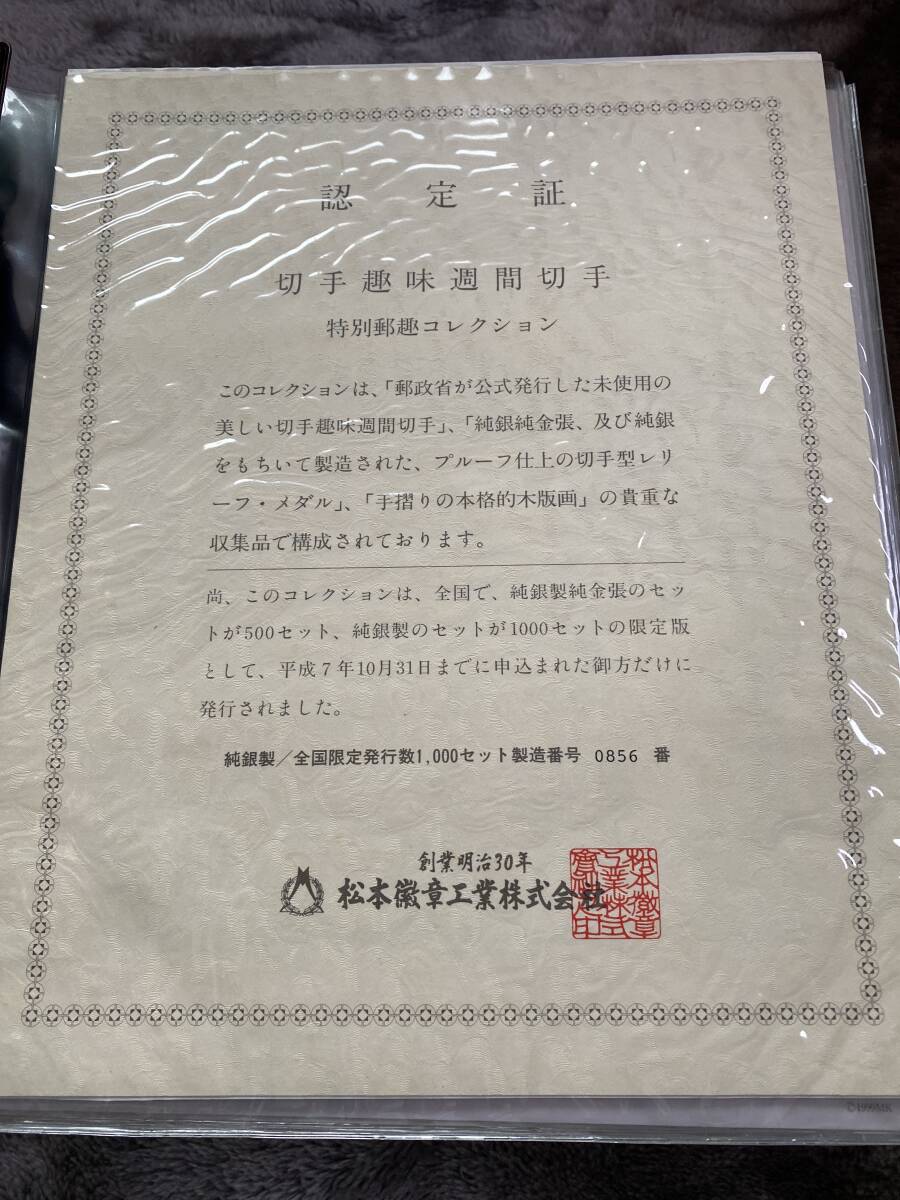 認定証
切手趣味週間切手
特別郵趣コレクション
このコレクションは、「郵政省が公式発行した未使用の
美しい切手趣味週間切手」、「純銀純金張、及び純銀
をもちいて製造された、プルーフ仕上の切手型レリ
ーフ・メダル」、「手摺りの本格的木版画」の貴重な
収集品で構成されております。
尚、このコレクションは、全国で、純銀製純金張のセッ
トが500セット、純銀製のセットが1000セットの限定版
として、平成7年10月31日までに申込まれた御方だけに
発行されました。
純銀製/全国限定発行数1,000セット製造番号 0856 番
創業明治30年
松本徽章工業株式会社